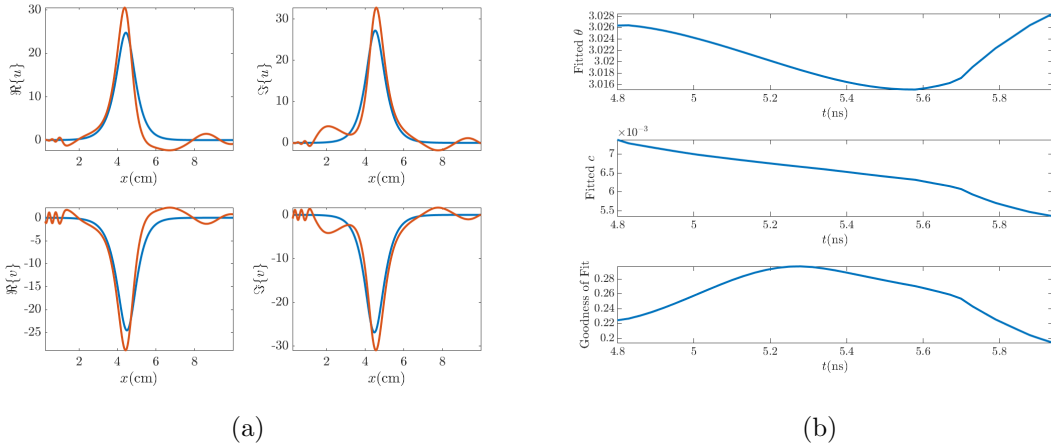 30
20
10
0
ℜ{u}
2 4 6 8
x(cm)
30
20
10
0
ℑ{u}
2 4 6 8
x(cm)
0
-5
-10
-15
-20
-25
ℜ{v}
2 4 6 8
x(cm)
0
-10
-20
-30
ℑ{v}
2 4 6 8
x(cm)
(a)
3.028
3.026
3.024
3.022
3.02
3.018
3.016
Fitted θ
4.8 5 5.2 5.4 5.6 5.8
t(ns)
×10⁻³
7
6.5
6
5.5
Fitted c
4.8 5 5.2 5.4 5.6 5.8
t(ns)
0.28
0.26
0.24
0.22
0.2
Goodness of Fit
4.8 5 5.2 5.4 5.6 5.8
t(ns)
(b)